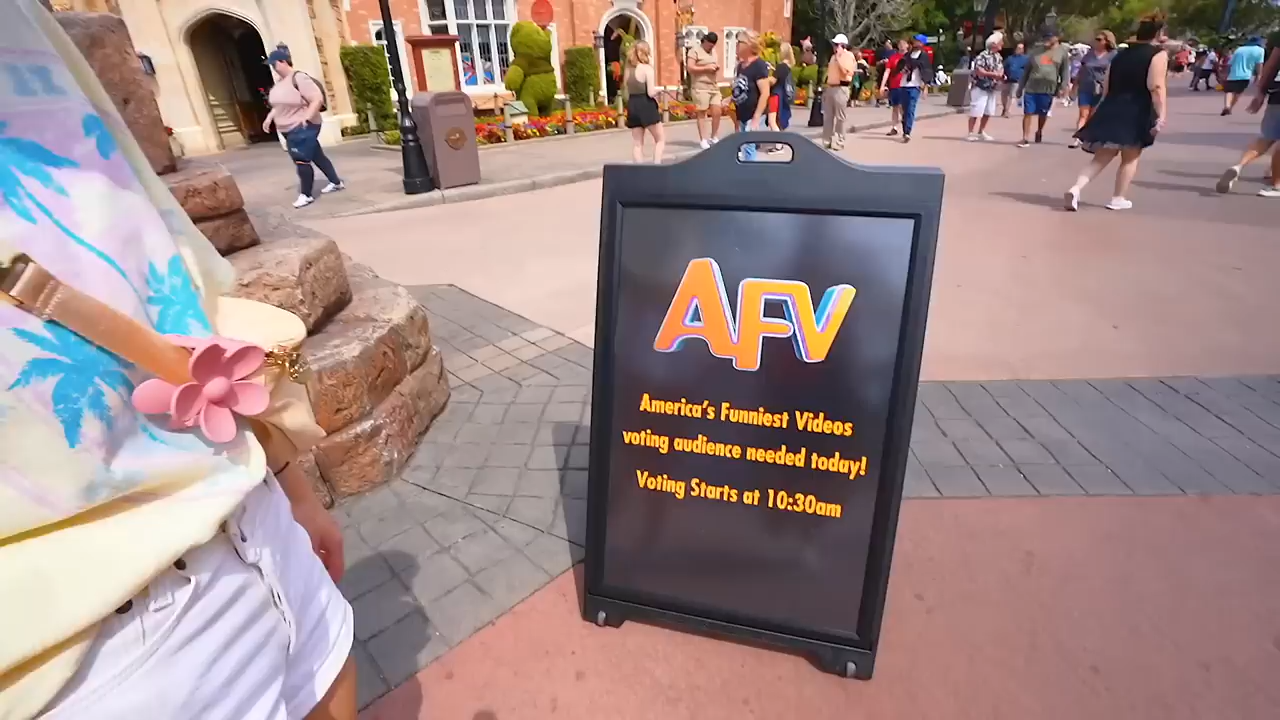 AFV
America's Funniest Videos
voting audience needed today!
Voting Starts at 10:30am